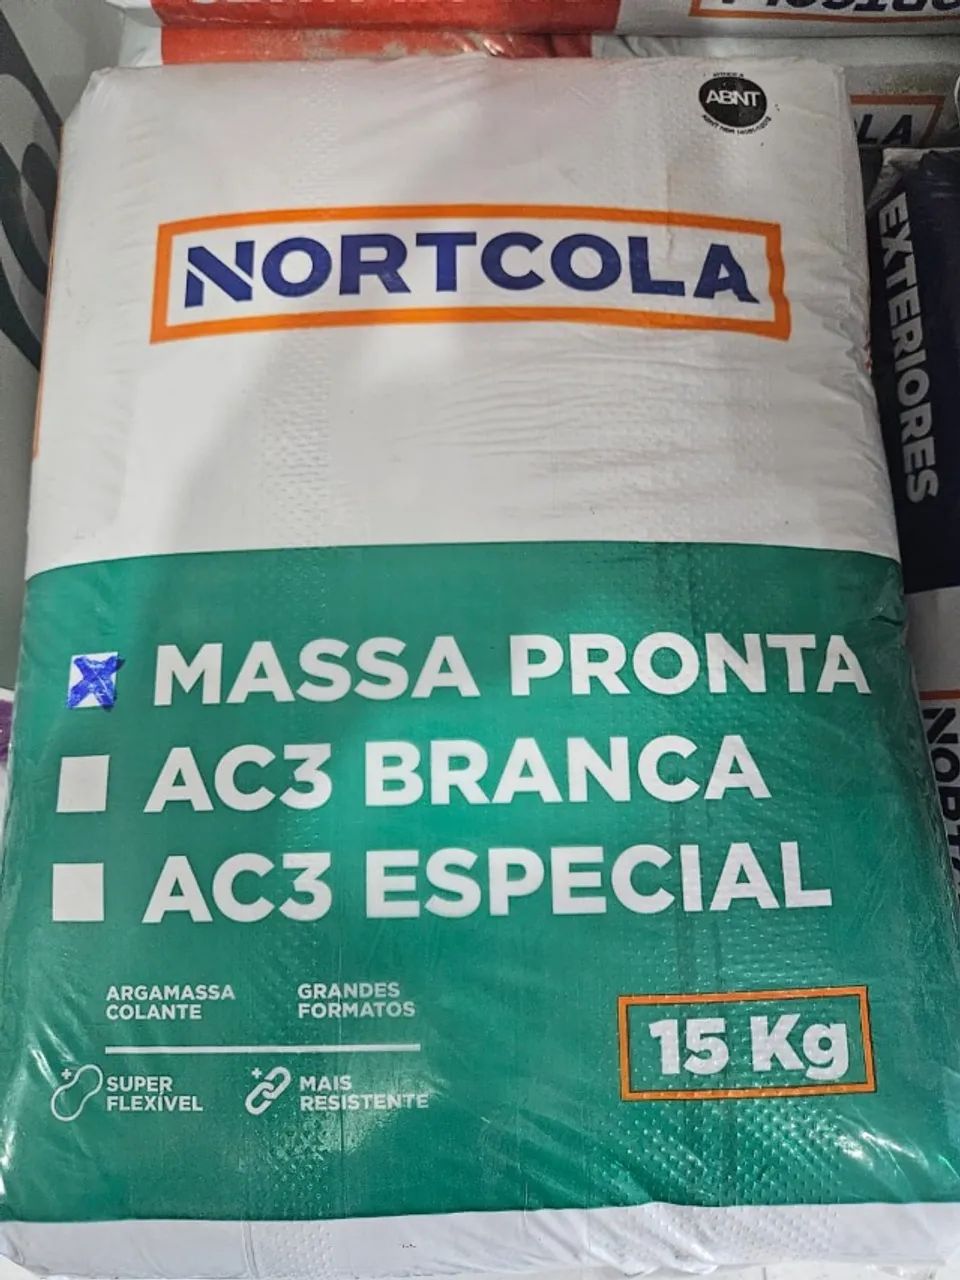 ABNT
NORTCOLA
MASSA PRONTA
AC3 BRANCA
AC3 ESPECIAL
ARGAMASSA
COLANTE
GRANDES
FORMATOS
SUPER
FLEXÍVEL
MAIS
RESISTENTE
15 Kg
EXTERIORES